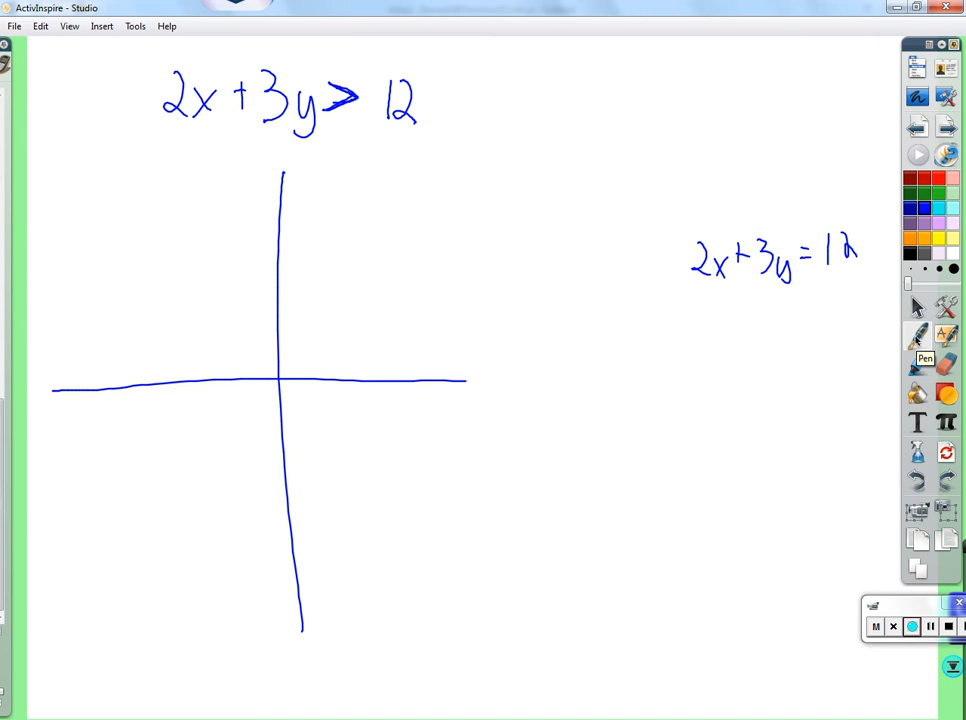 ActivInspire - Studio
File Edit View Insert Tools Help
2x + 3y > 12
2x + 3y = 12
Pen
T π
M